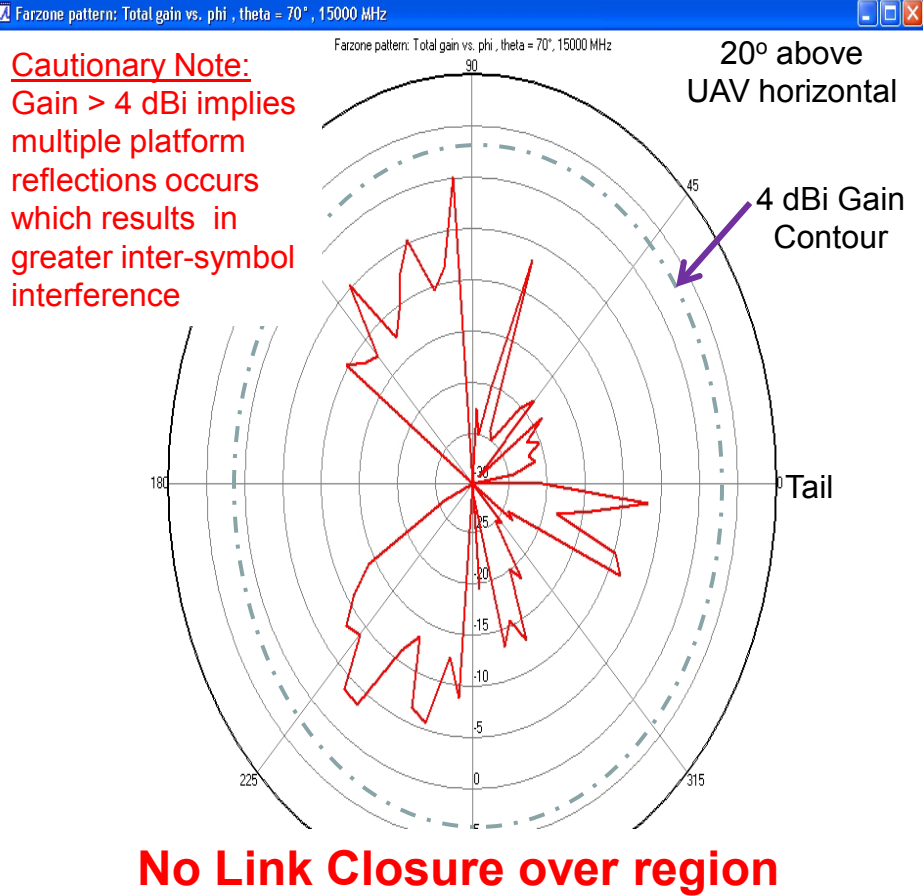 Farzone pattern: Total gain vs. phi , theta = 70°, 15000 MHz
Farzone pattern: Total gain vs. phi , theta = 70°, 15000 MHz
Cautionary Note:
Gain > 4 dBi implies
multiple platform
reflections occurs
which results in
greater inter-symbol
interference
20º above
UAV horizontal
90
45
4 dBi Gain
Contour
180
-30
0
Tail
-25
-20
-15
-10
-5
0
225
315
5
No Link Closure over region